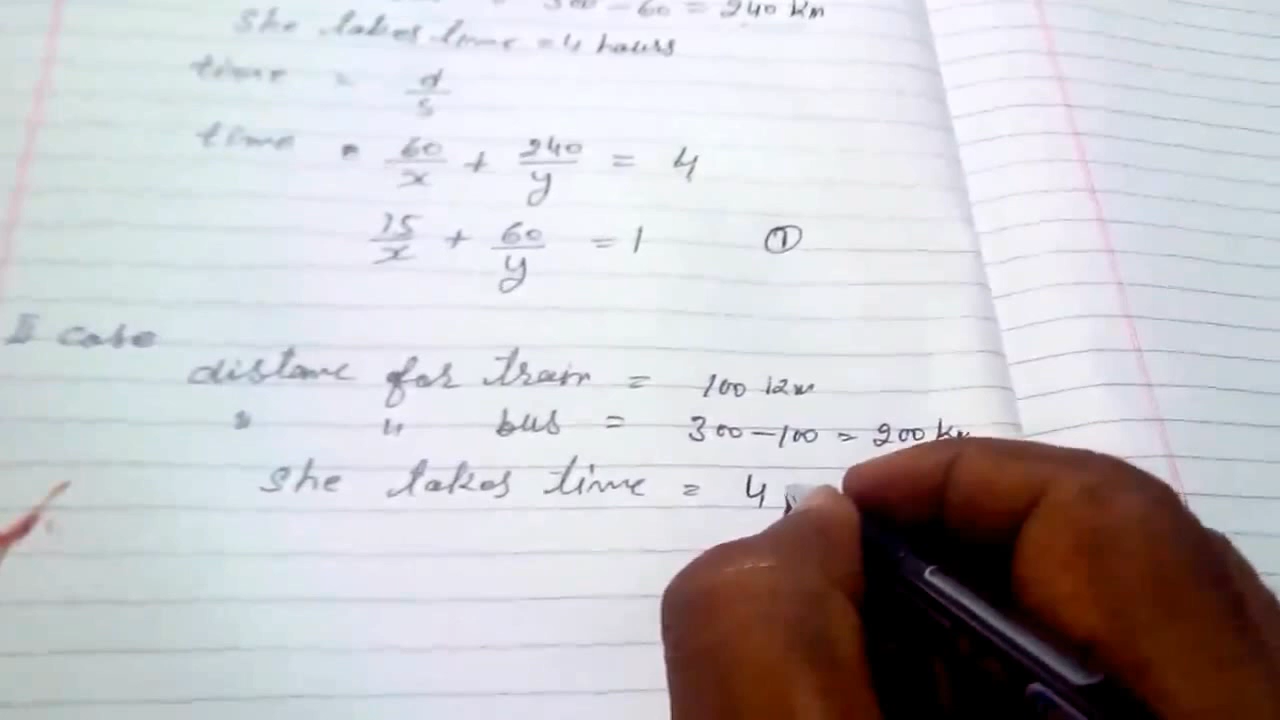 300 - 60 = 240 km
She takes time = 4 hours
time = d/s
time = 60/x + 240/y = 4
15/x + 60/y = 1 ①
II case
distanc for train = 100 km
" " bus = 300 - 100 = 200 Km
She takes time = 4